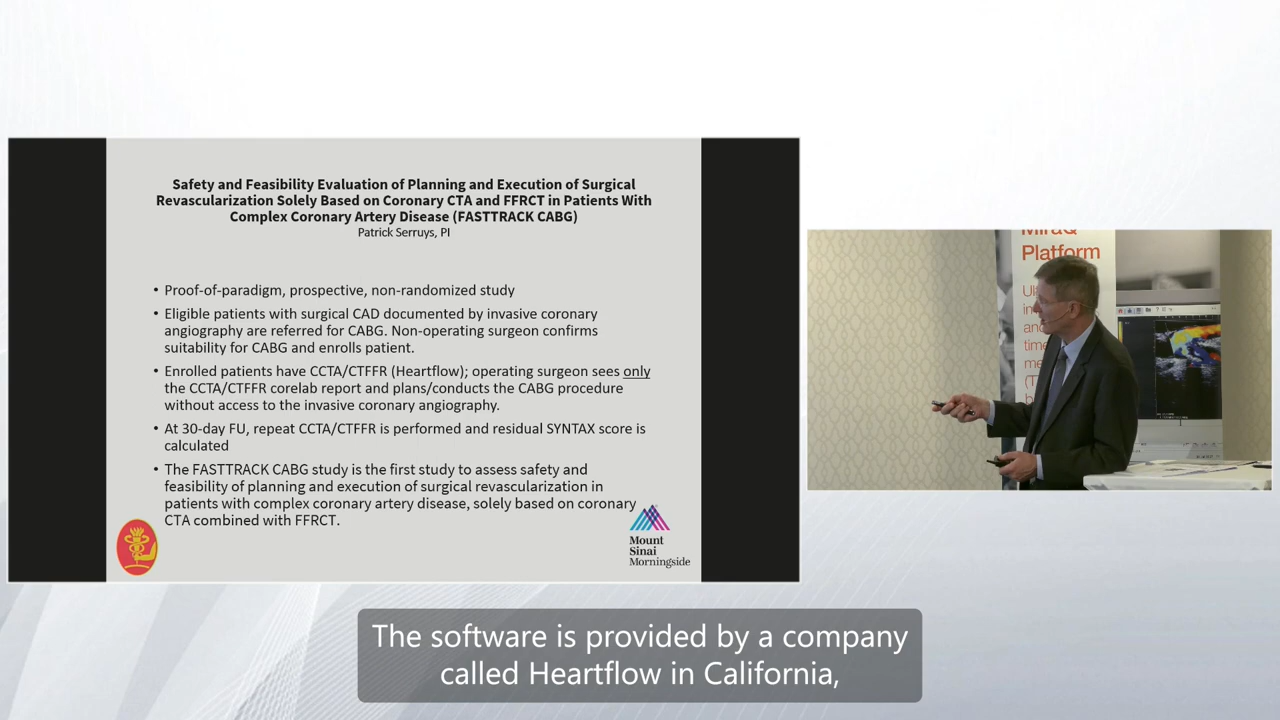 Safety and Feasibility Evaluation of Planning and Execution of Surgical
Revascularization Solely Based on Coronary CTA and FFRCT in Patients With
Complex Coronary Artery Disease (FASTTRACK CABG)
Patrick Serruys, PI
• Proof-of-paradigm, prospective, non-randomized study
• Eligible patients with surgical CAD documented by invasive coronary
angiography are referred for CABG. Non-operating surgeon confirms
suitability for CABG and enrolls patient.
• Enrolled patients have CCTA/CTFFR (Heartflow); operating surgeon sees only
the CCTA/CTFFR corelab report and plans/conducts the CABG procedure
without access to the invasive coronary angiography.
• At 30-day FU, repeat CCTA/CTFFR is performed and residual SYNTAX score is
calculated
• The FASTTRACK CABG study is the first study to assess safety and
feasibility of planning and execution of surgical revascularization in
patients with complex coronary artery disease, solely based on coronary
CTA combined with FFRCT.
Mount
Sinai
Morningside
MiraQ
Platform
The software is provided by a company
called Heartflow in California,